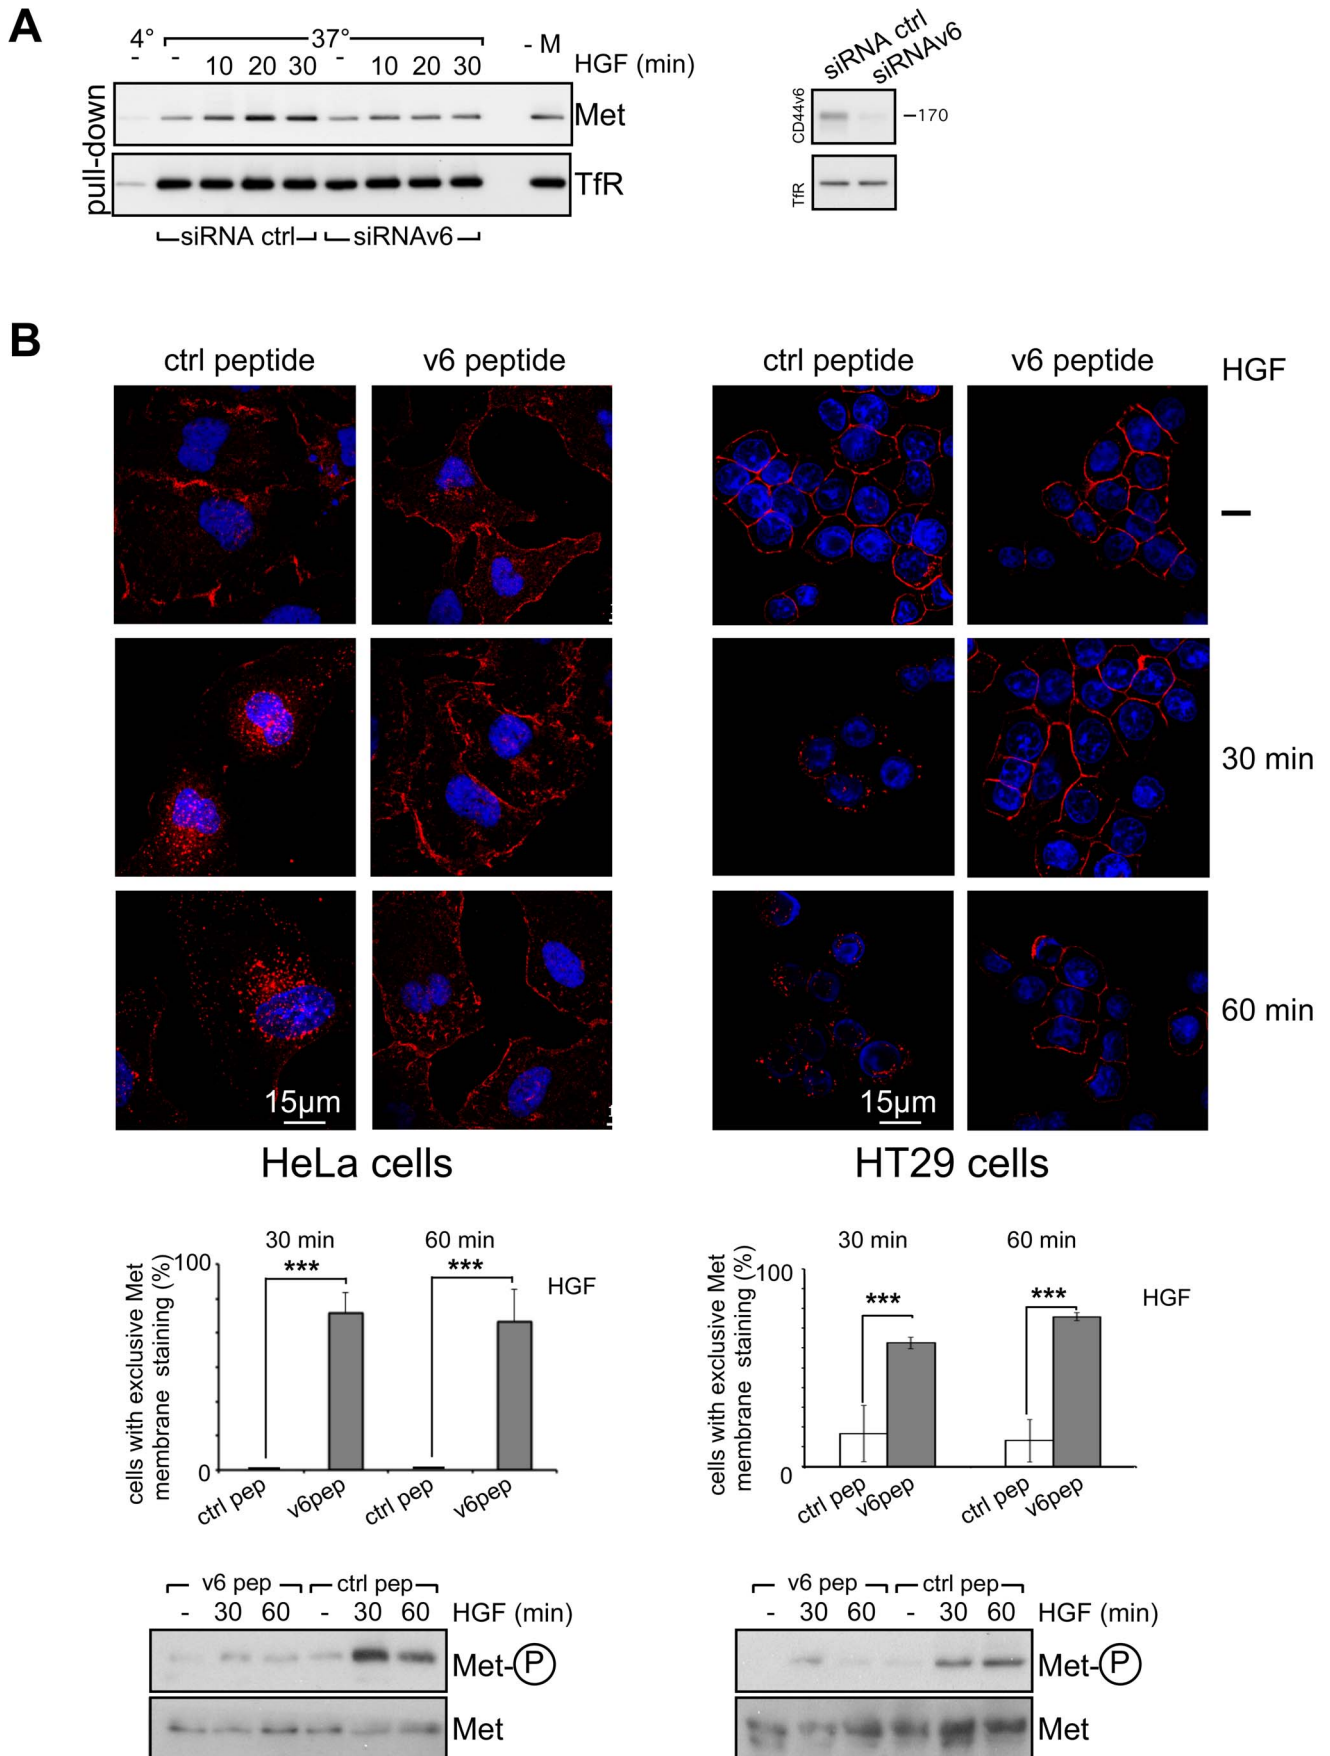 A
4° 37° - M
- - 10 20 30 - 10 20 30 HGF (min)
pull-down
Met
TfR
siRNA ctrl siRNAv6
siRNA ctrl
siRNAv6
CD44v6
–170
TfR
B
ctrl peptide v6 peptide ctrl peptide v6 peptide HGF
–
30 min
60 min
15µm 15µm
HeLa cells HT29 cells
cells with exclusive Met
membrane staining (%)
30 min 60 min
100
*** ***
HGF
0
ctrl pep v6pep ctrl pep v6pep
cells with exclusive Met
membrane staining (%)
30 min 60 min
100
*** ***
HGF
0
ctrl pep v6pep ctrl pep v6pep
v6 pep ctrl pep
- 30 60 - 30 60 HGF (min)
Met-P
Met
v6 pep ctrl pep
- 30 60 - 30 60 HGF (min)
Met-P
Met